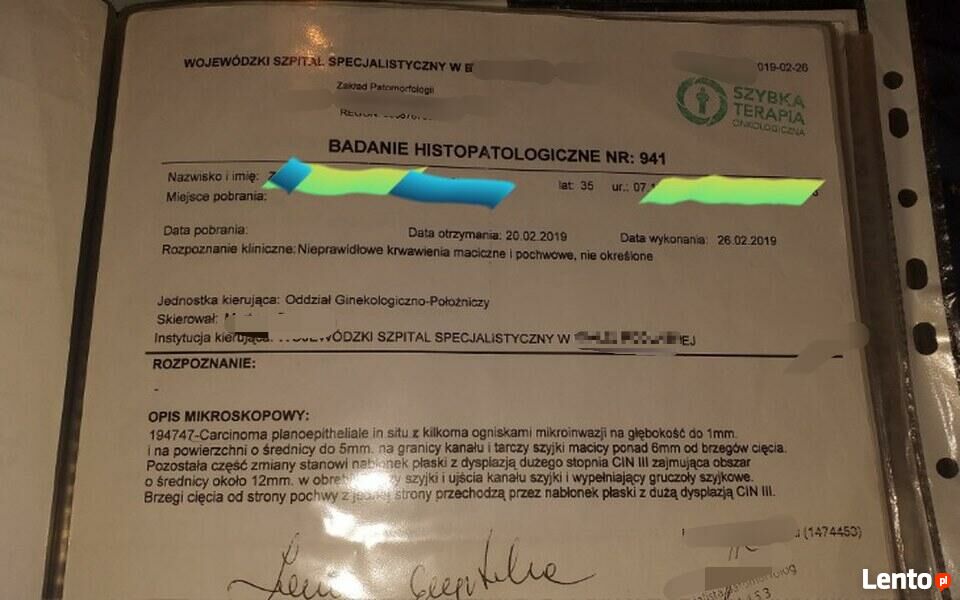 WOJEWÓDZKI SZPITAL SPECJALISTYCZNY W B
019-02-26
Zakład Patomorfologii
REGON:
SZYBKA
TERAPIA
ONKOLOGICZNA
BADANIE HISTOPATOLOGICZNE NR: 941
Nazwisko i imię: Z lat: 35 ur.: 07
Miejsce pobrania:
Data pobrania: Data otrzymania: 20.02.2019 Data wykonania: 26.02.2019
Rozpoznanie kliniczne: Nieprawidłowe krwawienia maciczne i pochwowe, nie określone
Jednostka kierująca: Oddział Ginekologiczno-Położniczy
Skierował:
Instytucja kierująca: WOJEWÓDZKI SZPITAL SPECJALISTYCZNY W EJ
ROZPOZNANIE:
-
OPIS MIKROSKOPOWY:
194747-Carcinoma planoepitheliale in situ z kilkoma ogniskami mikroinwazji na głębokość do 1mm.
i na powierzchni o średnicy do 5mm. na granicy kanału i tarczy szyjki macicy ponad 6mm od brzegów cięcia.
Pozostała część zmiany stanowi nabłonek płaski z dysplazją dużego stopnia CIN III zajmująca obszar
o średnicy około 12mm. w obrębie szyjki i ujścia kanału szyjki i wypełniający gruczoły szyjkowe.
Brzegi cięcia od strony pochwy z jednej strony przechodzą przez nabłonek płaski z dużą dysplazją CIN III.
(1474453)
Lento.pl